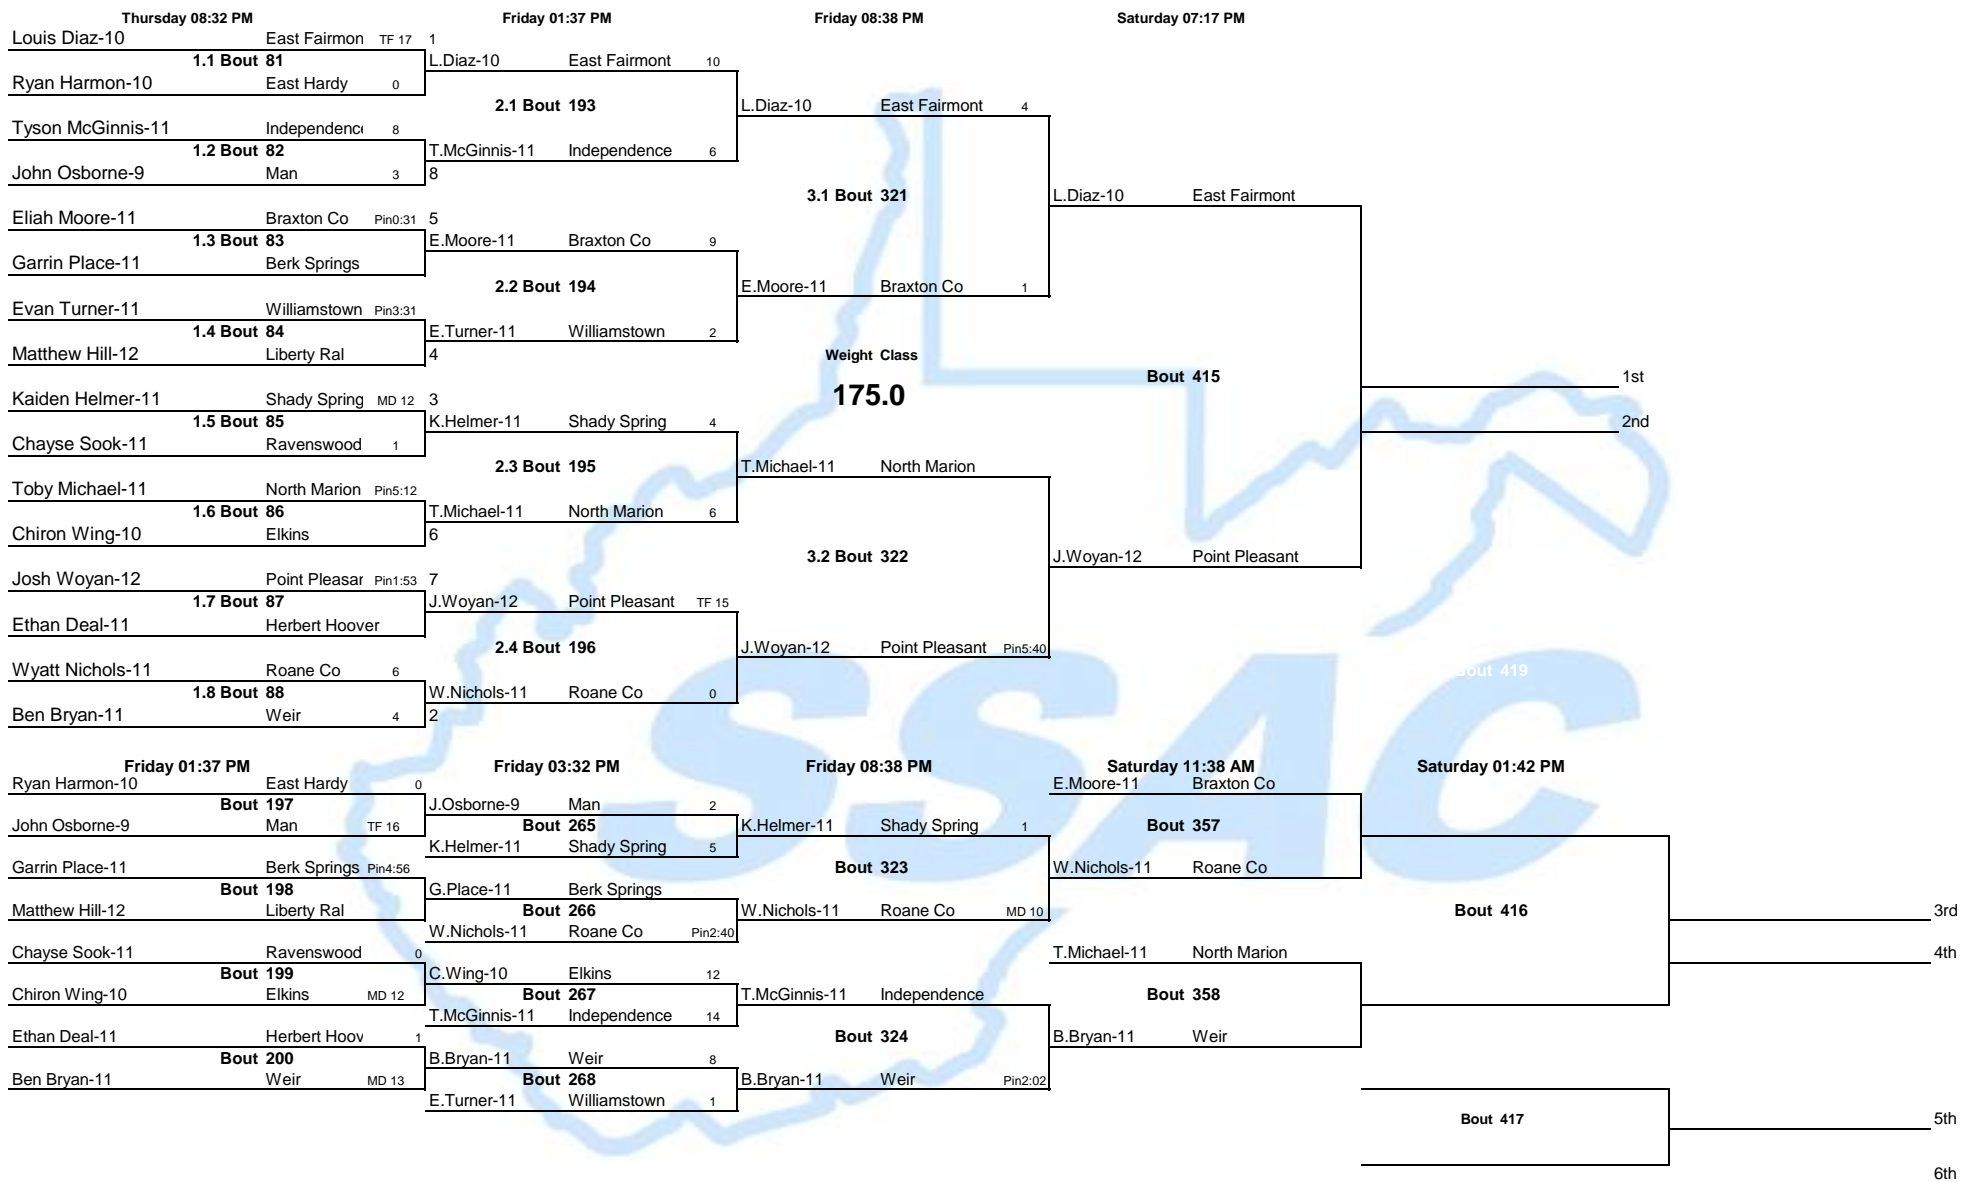 Thursday 08:32 PM Friday 01:37 PM Friday 08:38 PM Saturday 07:17 PM
Louis Diaz-10 East Fairmon TF 17 1
1.1 Bout 81 L.Diaz-10 East Fairmont 10
Ryan Harmon-10 East Hardy 0
2.1 Bout 193 L.Diaz-10 East Fairmont 4
Tyson McGinnis-11 Independence 8
1.2 Bout 82 T.McGinnis-11 Independence 6
John Osborne-9 Man 3 8
3.1 Bout 321 L.Diaz-10 East Fairmont
Eliah Moore-11 Braxton Co Pin0:31 5
1.3 Bout 83 E.Moore-11 Braxton Co 9
Garrin Place-11 Berk Springs
2.2 Bout 194 E.Moore-11 Braxton Co 1
Evan Turner-11 Williamstown Pin3:31
1.4 Bout 84 E.Turner-11 Williamstown 2
Matthew Hill-12 Liberty Ral 4 Weight Class
Bout 415 1st
Kaiden Helmer-11 Shady Spring MD 12 3 175.0
1.5 Bout 85 K.Helmer-11 Shady Spring 4 2nd
Chayse Sook-11 Ravenswood 1
2.3 Bout 195 T.Michael-11 North Marion
Toby Michael-11 North Marion Pin5:12
1.6 Bout 86 T.Michael-11 North Marion 6
Chiron Wing-10 Elkins 6
3.2 Bout 322 J.Woyan-12 Point Pleasant
Josh Woyan-12 Point Pleasar Pin1:53 7
1.7 Bout 87 J.Woyan-12 Point Pleasant TF 15
Ethan Deal-11 Herbert Hoover
2.4 Bout 196 J.Woyan-12 Point Pleasant Pin5:40
Wyatt Nichols-11 Roane Co 6 Bout 419
1.8 Bout 88 W.Nichols-11 Roane Co 0
Ben Bryan-11 Weir 4 2
SSAC
Friday 01:37 PM Friday 03:32 PM Friday 08:38 PM Saturday 11:38 AM Saturday 01:42 PM
Ryan Harmon-10 East Hardy 0 E.Moore-11 Braxton Co
Bout 197 J.Osborne-9 Man 2
John Osborne-9 Man TF 16 Bout 265 K.Helmer-11 Shady Spring 1 Bout 357
K.Helmer-11 Shady Spring 5
Garrin Place-11 Berk Springs Pin4:56 Bout 323 W.Nichols-11 Roane Co
Bout 198 G.Place-11 Berk Springs
Matthew Hill-12 Liberty Ral Bout 266 W.Nichols-11 Roane Co MD 10 Bout 416 3rd
W.Nichols-11 Roane Co Pin2:40
Chayse Sook-11 Ravenswood 0 T.Michael-11 North Marion 4th
Bout 199 C.Wing-10 Elkins 12
Chiron Wing-10 Elkins MD 12 Bout 267 T.McGinnis-11 Independence Bout 358
T.McGinnis-11 Independence 14
Ethan Deal-11 Herbert Hoov 1 Bout 324 B.Bryan-11 Weir
Bout 200 B.Bryan-11 Weir 8
Ben Bryan-11 Weir MD 13 Bout 268 B.Bryan-11 Weir Pin2:02
E.Turner-11 Williamstown 1
Bout 417 5th
6th